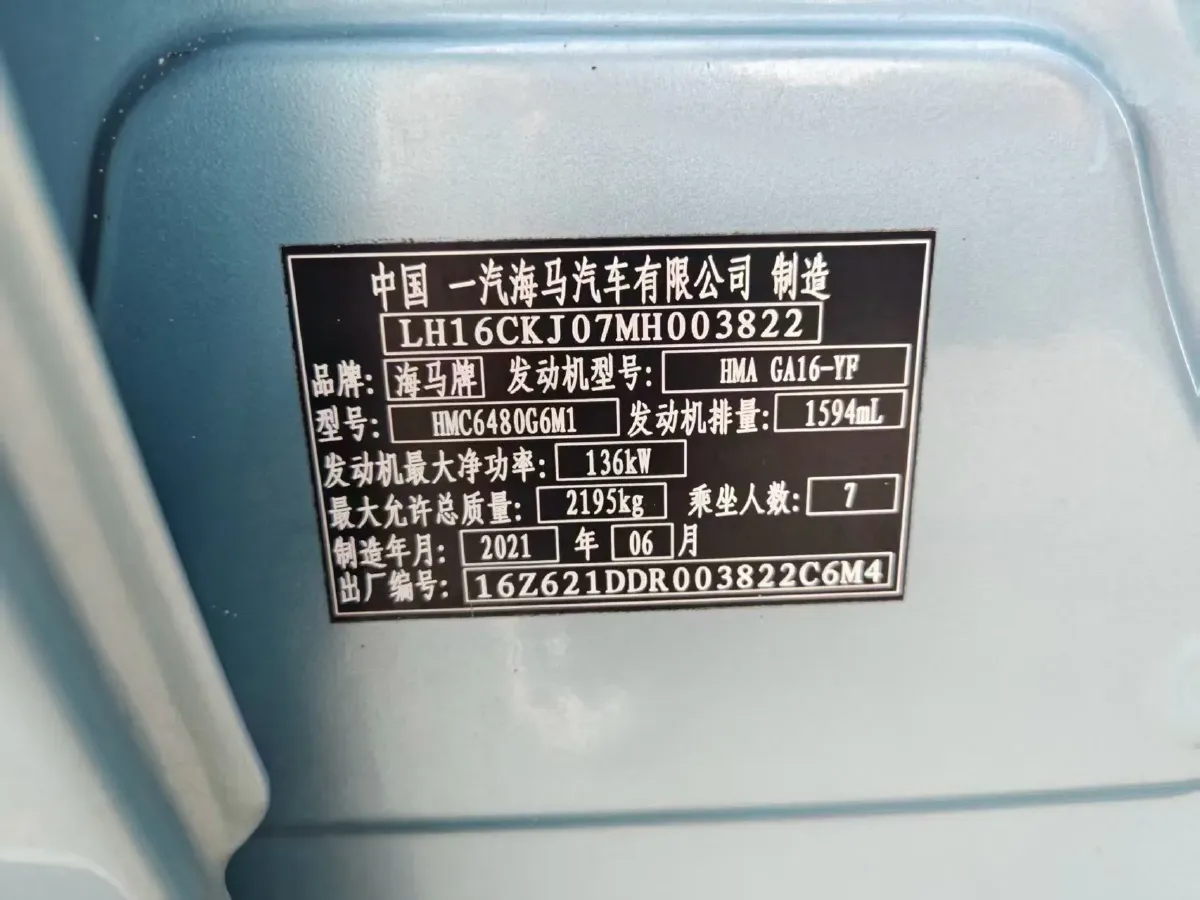 中国 一汽海马汽车有限公司 制造
LH16CKJ07MH003822
品牌: 海马牌 发动机型号: HMA GA16-YF
型号: HMC6480G6M1 发动机排量: 1594mL
发动机最大净功率: 136kW
最大允许总质量: 2195kg 乘坐人数: 7
制造年月: 2021 年 06 月
出厂编号: 16Z621DDR003822C6M4